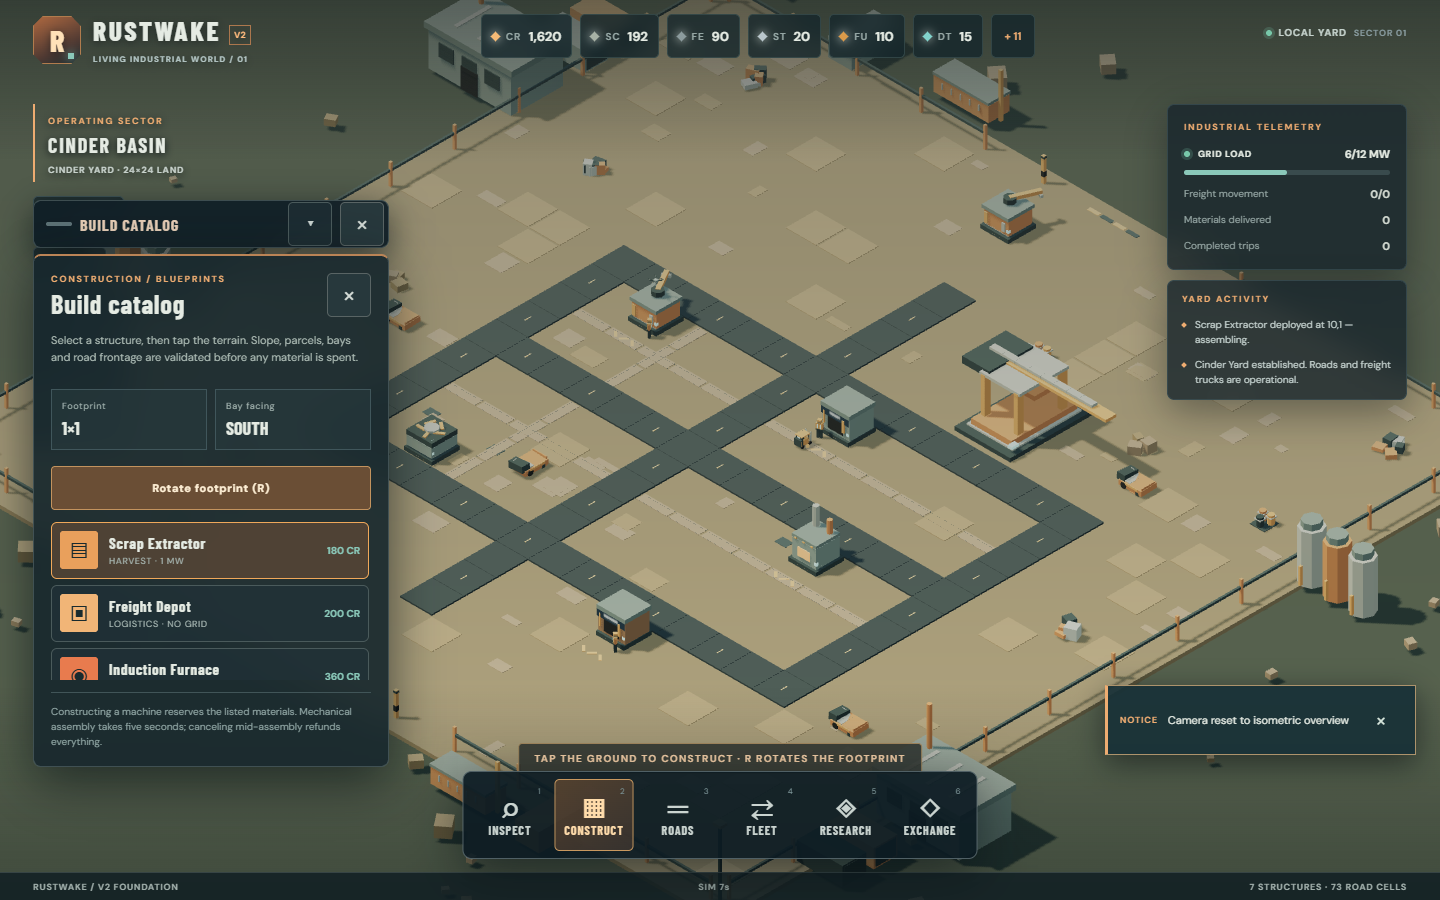 R RUSTWAKE V2
LIVING INDUSTRIAL WORLD / 01
CR 1,620 SC 192 FE 90 ST 20 FU 110 DT 15 +11
LOCAL YARD SECTOR 01
OPERATING SECTOR
CINDER BASIN
CINDER YARD · 24×24 LAND
BUILD CATALOG
CONSTRUCTION / BLUEPRINTS
Build catalog
Select a structure, then tap the terrain. Slope, parcels, bays
and road frontage are validated before any material is spent.
Footprint
1×1
Bay facing
SOUTH
Rotate footprint (R)
Scrap Extractor
HARVEST · 1 MW
180 CR
Freight Depot
LOGISTICS · NO GRID
200 CR
Induction Furnace
360 CR
Constructing a machine reserves the listed materials. Mechanical
assembly takes five seconds; canceling mid-assembly refunds
everything.
INDUSTRIAL TELEMETRY
GRID LOAD 6/12 MW
Freight movement 0/0
Materials delivered 0
Completed trips 0
YARD ACTIVITY
Scrap Extractor deployed at 10,1 —
assembling.
Cinder Yard established. Roads and freight
trucks are operational.
NOTICE Camera reset to isometric overview ×
TAP THE GROUND TO CONSTRUCT · R ROTATES THE FOOTPRINT
1 INSPECT
2 CONSTRUCT
3 ROADS
4 FLEET
5 RESEARCH
6 EXCHANGE
RUSTWAKE / V2 FOUNDATION
SIM 7s
7 STRUCTURES · 73 ROAD CELLS